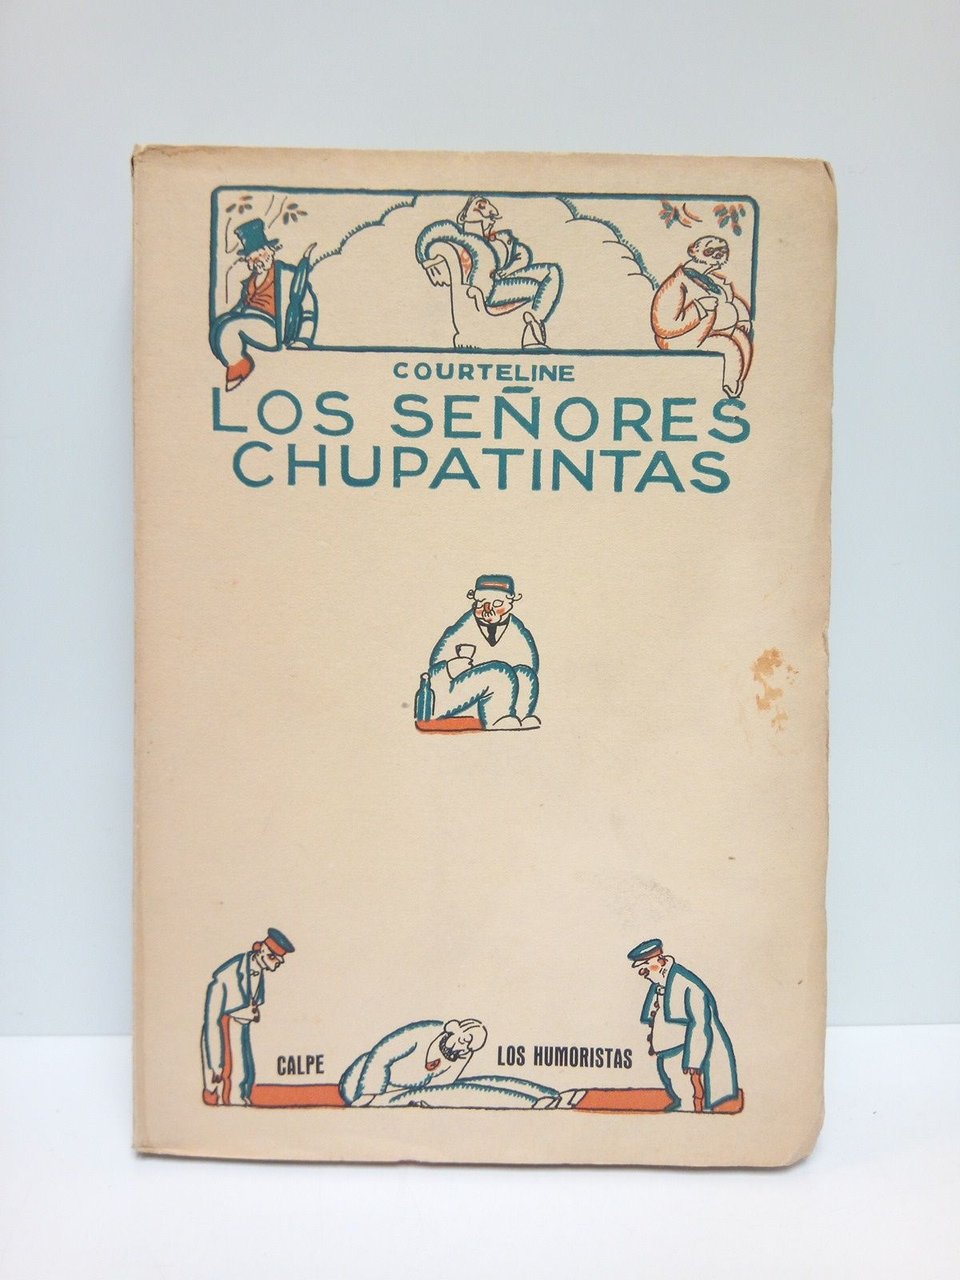 COURTELINE
LOS SEÑORES
CHUPATINTAS
CALPE
LOS HUMORISTAS